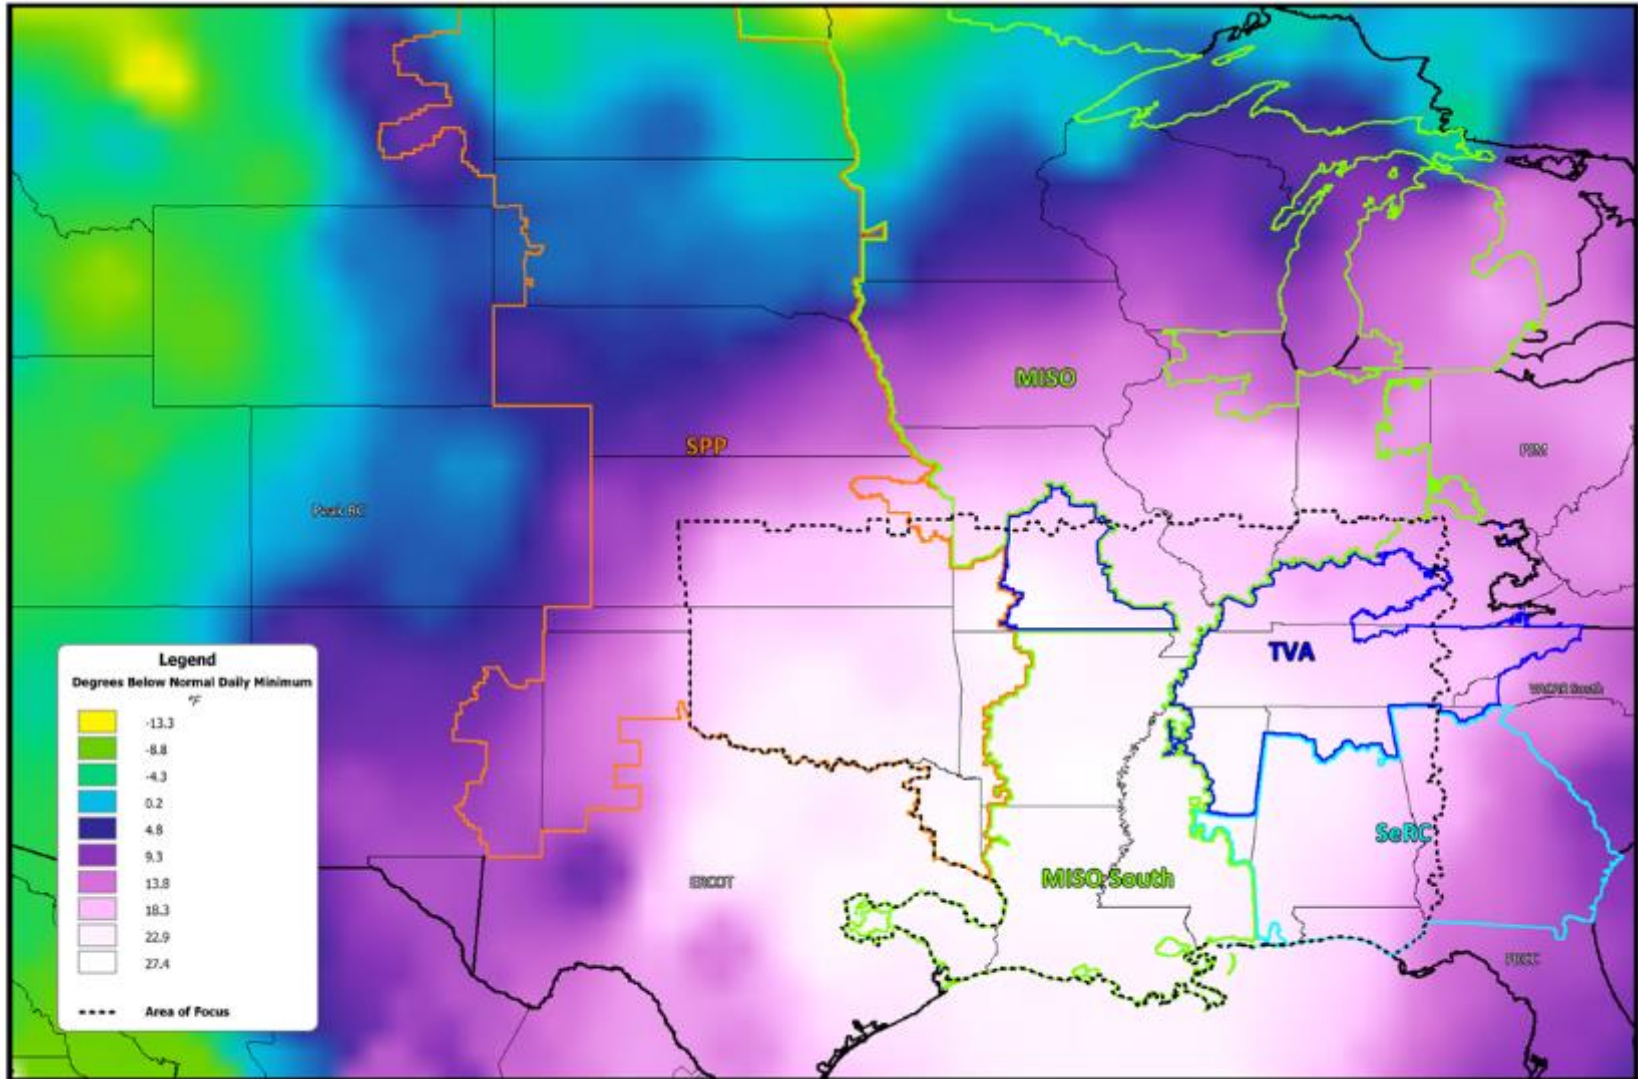 MISO
SPP
PJM
Peak RC
Legend
Degrees Below Normal Daily Minimum
°F
-13.3
-8.8
-4.3
0.2
4.8
9.3
13.8
18.3
22.9
27.4
Area of Focus
TVA
VACAR South
SeRC
ERCOT
MISO South
FRCC